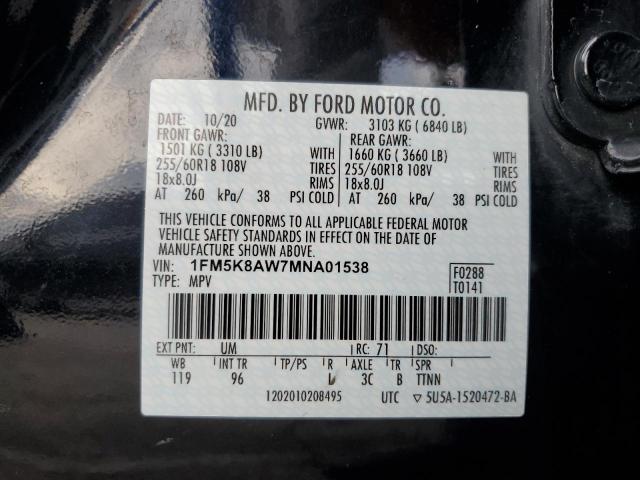 MFD. BY FORD MOTOR CO.
DATE: 10/20 GVWR: 3103 KG ( 6840 LB)
FRONT GAWR: REAR GAWR:
1501 KG ( 3310 LB) WITH 1660 KG ( 3660 LB) WITH
255/60R18 108V TIRES 255/60R18 108V TIRES
18x8.0J RIMS 18x8.0J RIMS
AT 260 kPa/ 38 PSI COLD AT 260 kPa/ 38 PSI COLD
THIS VEHICLE CONFORMS TO ALL APPLICABLE FEDERAL MOTOR
VEHICLE SAFETY STANDARDS IN EFFECT ON THE DATE OF
MANUFACTURE SHOWN ABOVE.
VIN: 1FM5K8AW7MNA01538 F0288
TYPE: MPV T0141
EXT PNT: UM RC: 71 DSO:
WB INT TR TP/PS R AXLE TR SPR
119 96 3C B TTNN
1202010208495 UTC 5U5A-1520472-BA